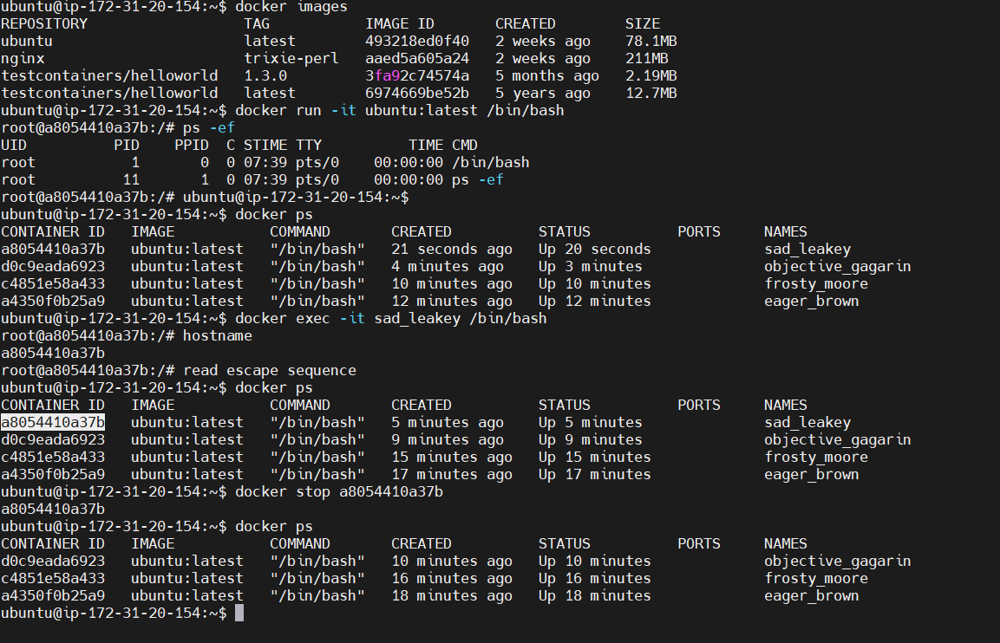 ubuntu@ip-172-31-20-154:~$ docker images
REPOSITORY                  TAG           IMAGE ID       CREATED        SIZE
ubuntu                      latest        493218ed0f40   2 weeks ago    78.1MB
nginx                       trixie-perl   aaed5a605a24   2 weeks ago    211MB
testcontainers/helloworld   1.3.0         3fa92c74574a   5 months ago   2.19MB
testcontainers/helloworld   latest        6974669be52b   5 years ago    12.7MB
ubuntu@ip-172-31-20-154:~$ docker run -it ubuntu:latest /bin/bash
root@a8054410a37b:/# ps -ef
UID          PID    PPID  C STIME TTY          TIME CMD
root           1       0  0 07:39 pts/0    00:00:00 /bin/bash
root          11       1  0 07:39 pts/0    00:00:00 ps -ef
root@a8054410a37b:/# ubuntu@ip-172-31-20-154:~$
ubuntu@ip-172-31-20-154:~$ docker ps
CONTAINER ID   IMAGE           COMMAND       CREATED          STATUS          PORTS     NAMES
a8054410a37b   ubuntu:latest   "/bin/bash"   21 seconds ago   Up 20 seconds             sad_leakey
d0c9eada6923   ubuntu:latest   "/bin/bash"   4 minutes ago    Up 3 minutes              objective_gagarin
c4851e58a433   ubuntu:latest   "/bin/bash"   10 minutes ago   Up 10 minutes             frosty_moore
a4350f0b25a9   ubuntu:latest   "/bin/bash"   12 minutes ago   Up 12 minutes             eager_brown
ubuntu@ip-172-31-20-154:~$ docker exec -it sad_leakey /bin/bash
root@a8054410a37b:/# hostname
a8054410a37b
root@a8054410a37b:/# read escape sequence
ubuntu@ip-172-31-20-154:~$ docker ps
CONTAINER ID   IMAGE           COMMAND       CREATED          STATUS          PORTS     NAMES
a8054410a37b   ubuntu:latest   "/bin/bash"   5 minutes ago    Up 5 minutes              sad_leakey
d0c9eada6923   ubuntu:latest   "/bin/bash"   9 minutes ago    Up 9 minutes              objective_gagarin
c4851e58a433   ubuntu:latest   "/bin/bash"   15 minutes ago   Up 15 minutes             frosty_moore
a4350f0b25a9   ubuntu:latest   "/bin/bash"   17 minutes ago   Up 17 minutes             eager_brown
ubuntu@ip-172-31-20-154:~$ docker stop a8054410a37b
a8054410a37b
ubuntu@ip-172-31-20-154:~$ docker ps
CONTAINER ID   IMAGE           COMMAND       CREATED          STATUS          PORTS     NAMES
d0c9eada6923   ubuntu:latest   "/bin/bash"   10 minutes ago   Up 10 minutes             objective_gagarin
c4851e58a433   ubuntu:latest   "/bin/bash"   16 minutes ago   Up 16 minutes             frosty_moore
a4350f0b25a9   ubuntu:latest   "/bin/bash"   18 minutes ago   Up 18 minutes             eager_brown
ubuntu@ip-172-31-20-154:~$